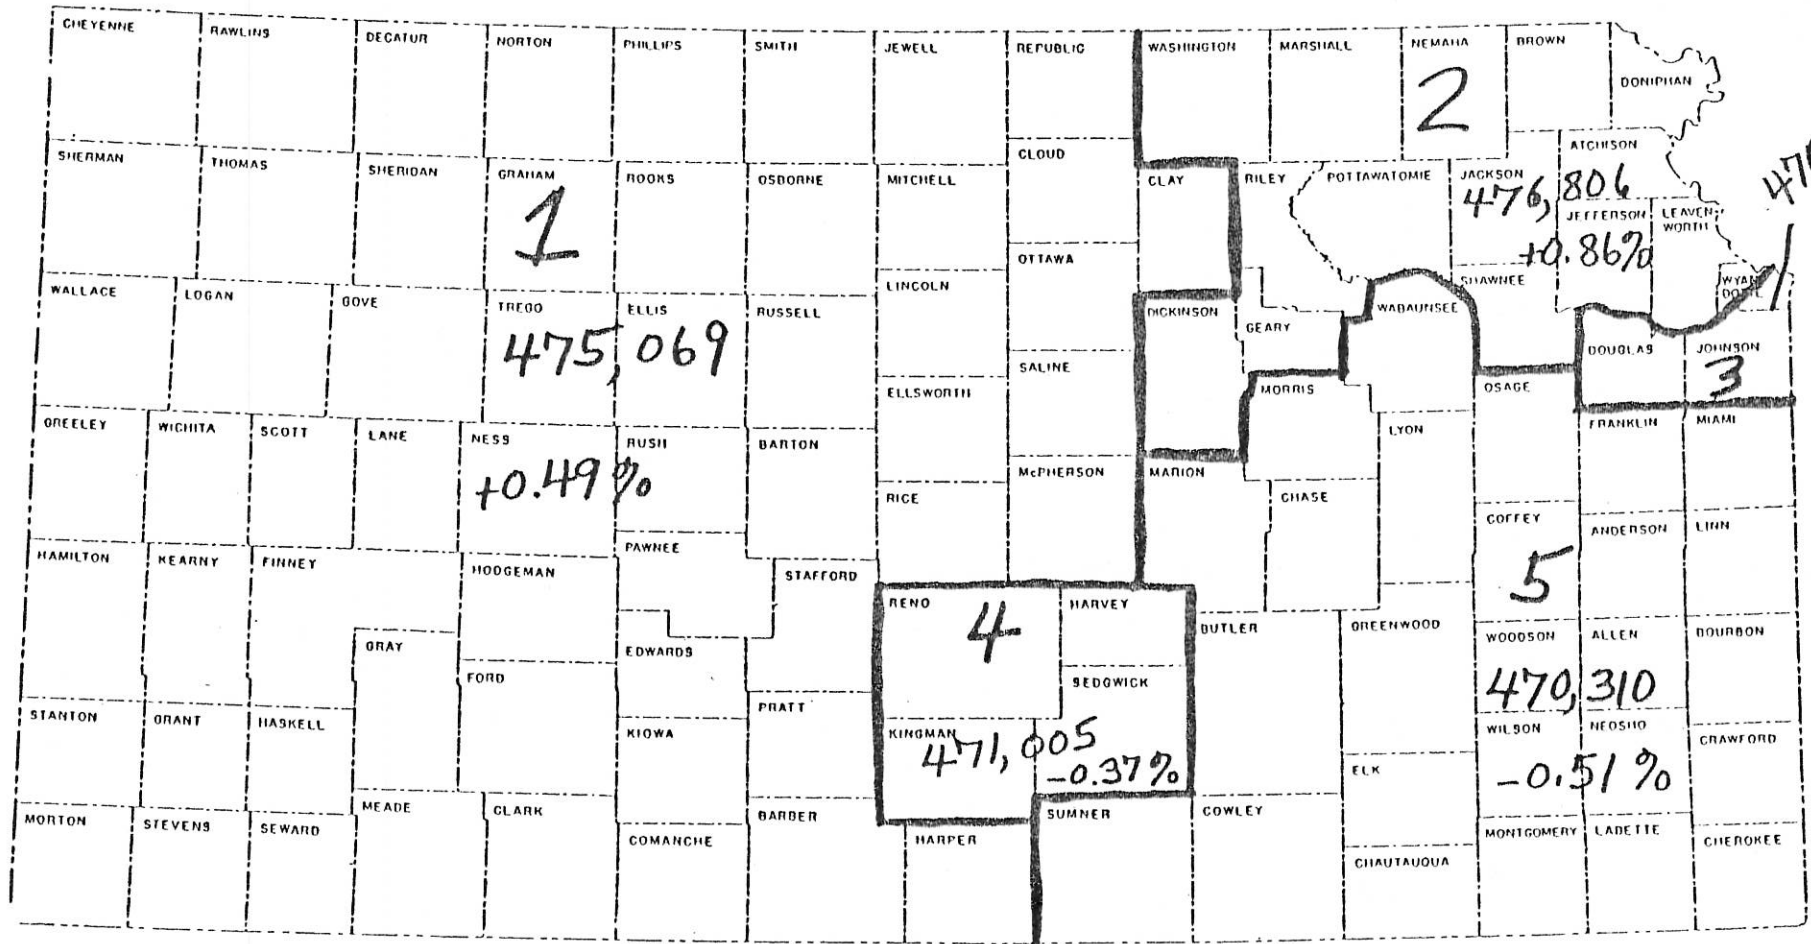 CHEYENNE RAWLINS DECATUR NORTON PHILLIPS SMITH JEWELL REPUBLIC WASHINGTON MARSHALL NEMAHA BROWN
DONIPHAN
2
SHERMAN THOMAS SHERIDAN GRAHAM ROOKS OSBORNE MITCHELL CLOUD CLAY RILEY POTTAWATOMIE JACKSON ATCHISON
1
476,806
JEFFERSON LEAVEN-
WORTH
+0.86%
OTTAWA
WALLACE LOGAN GOVE TREGO ELLIS RUSSELL LINCOLN DICKINSON GEARY WABAUNSEE SHAWNEE WYAN
DOTTE
475,069
SALINE
DOUGLAS JOHNSON
3
ELLSWORTH MORRIS OSAGE
GREELEY WICHITA SCOTT LANE NESS RUSH BARTON LYON FRANKLIN MIAMI
+0.49%
RICE McPHERSON MARION CHASE
COFFEY ANDERSON LINN
5
HAMILTON KEARNY FINNEY HODGEMAN PAWNEE STAFFORD
RENO HARVEY
4
BUTLER GREENWOOD WOODSON ALLEN BOURBON
GRAY EDWARDS
FORD SEDGWICK
470,310
STANTON GRANT HASKELL KIOWA PRATT KINGMAN WILSON NEOSHO CRAWFORD
471,005
-0.37%
ELK
-0.51%
MORTON STEVENS SEWARD MEADE CLARK COMANCHE BARBER HARPER SUMNER COWLEY MONTGOMERY LABETTE CHEROKEE
CHAUTAUQUA